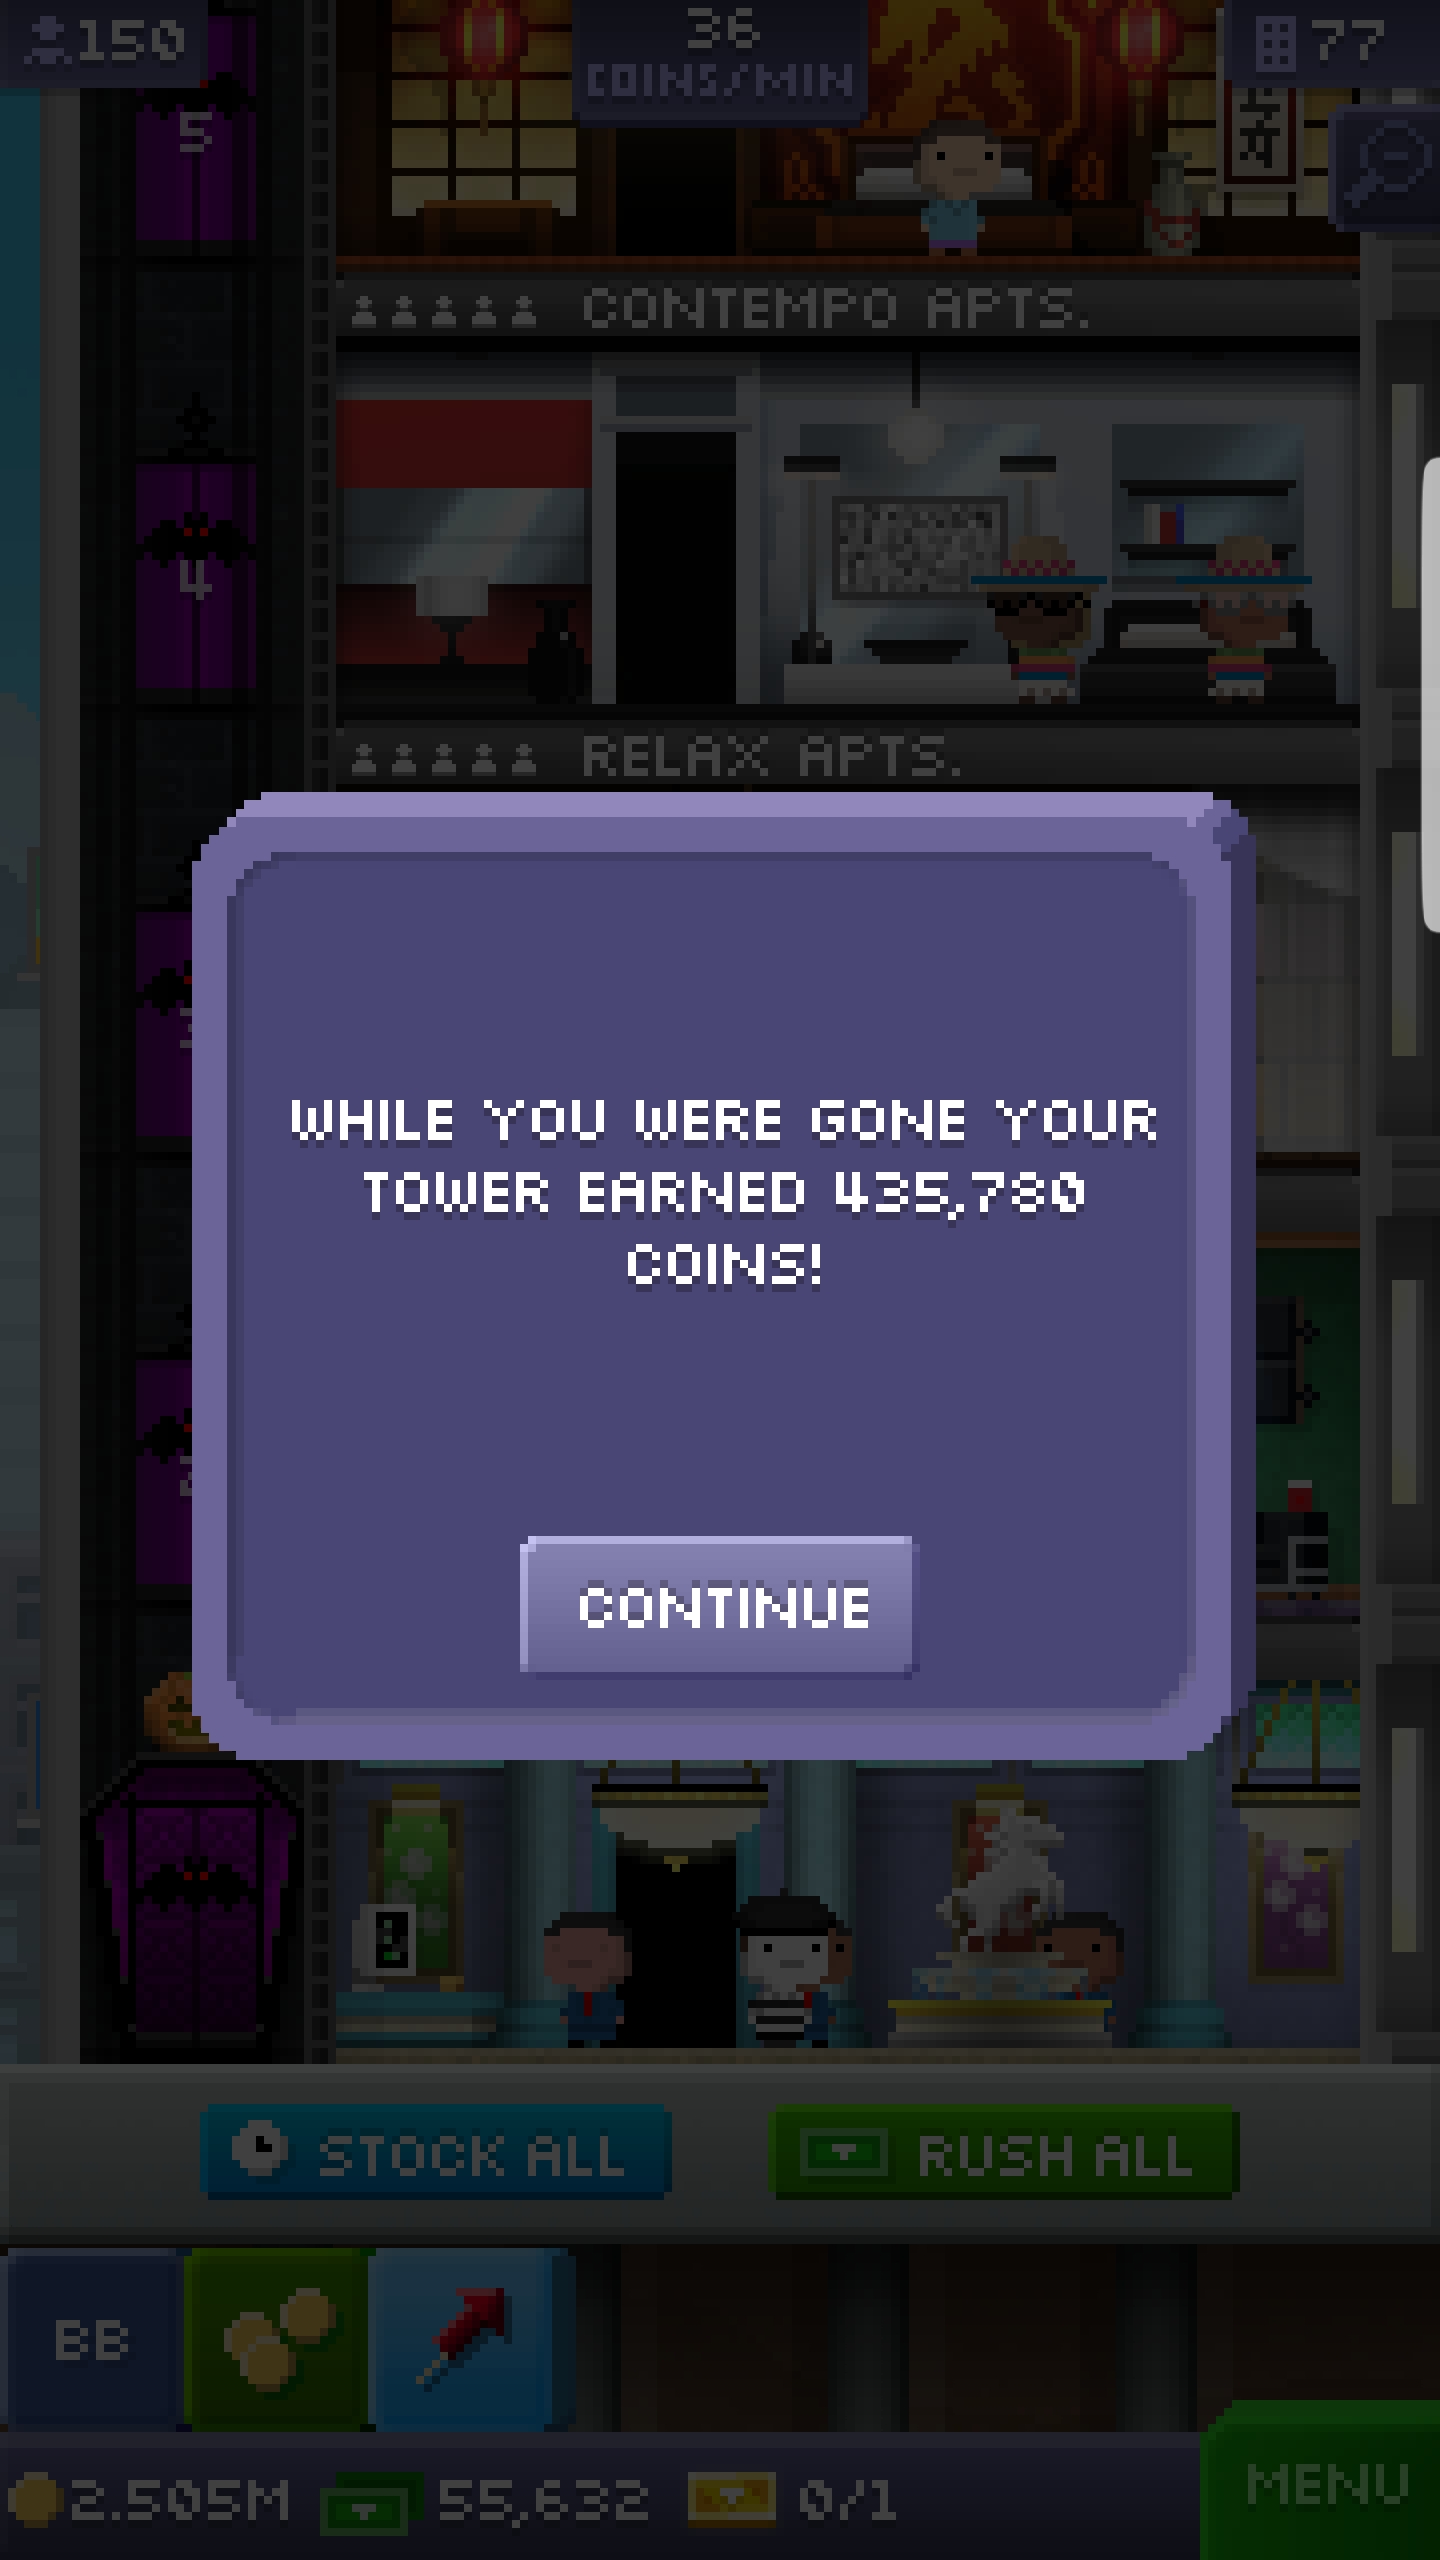 150
36
COINS/MIN
77
5
CONTEMPO APTS.
4
RELAX APTS.
WHILE YOU WERE GONE YOUR
TOWER EARNED 435,780
COINS!
CONTINUE
STOCK ALL
RUSH ALL
BB
2.505M
55,632
0/1
MENU